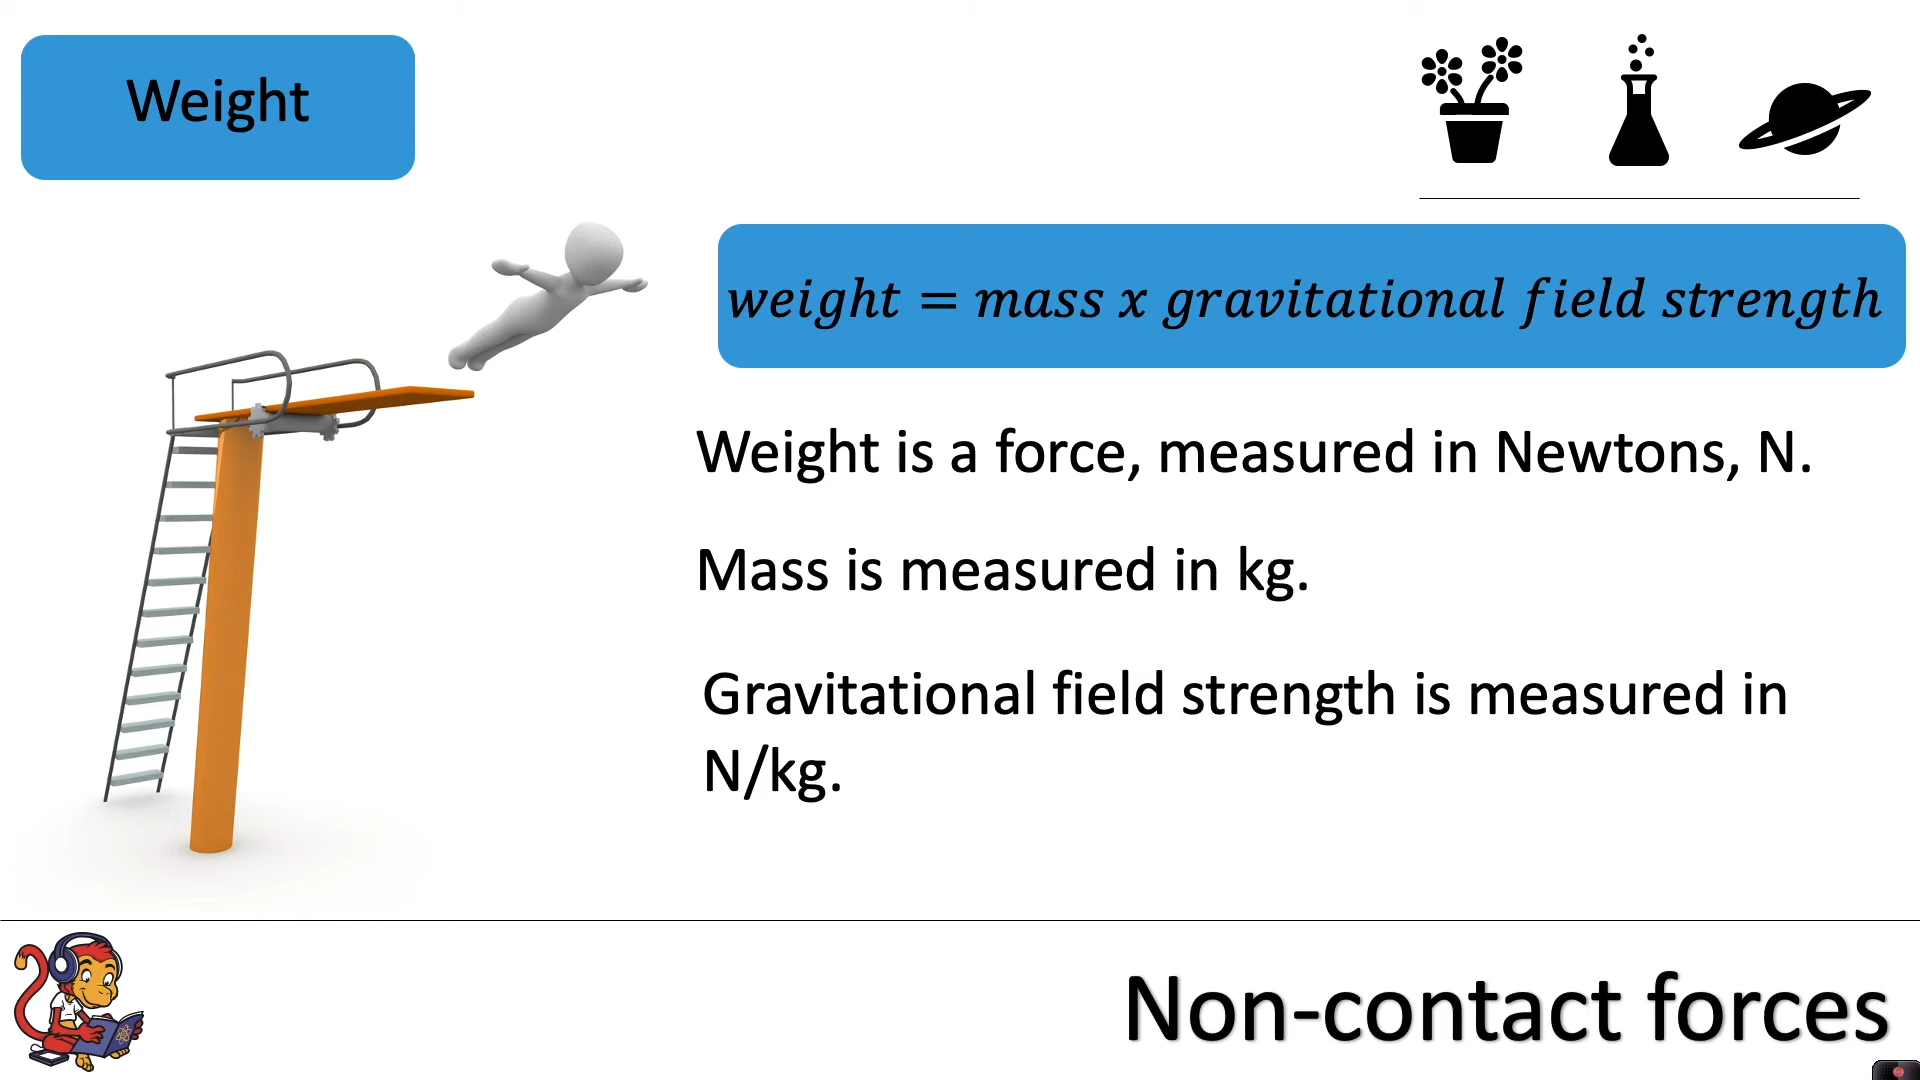 Weight
weight = mass x gravitational field strength
Weight is a force, measured in Newtons, N.
Mass is measured in kg.
Gravitational field strength is measured in
N/kg.
Non-contact forces